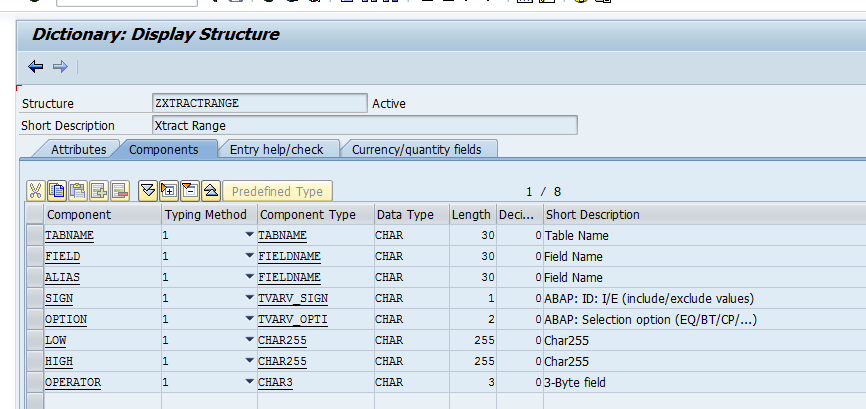 Dictionary: Display Structure
Structure ZXTRACTRANGE Active
Short Description Xtract Range
Attributes Components Entry help/check Currency/quantity fields
Predefined Type 1 / 8
Component Typing Method Component Type Data Type Length Deci... Short Description
TABNAME 1 TABNAME CHAR 30 0 Table Name
FIELD 1 FIELDNAME CHAR 30 0 Field Name
ALIAS 1 FIELDNAME CHAR 30 0 Field Name
SIGN 1 TVARV_SIGN CHAR 1 0 ABAP: ID: I/E (include/exclude values)
OPTION 1 TVARV_OPTI CHAR 2 0 ABAP: Selection option (EQ/BT/CP/...)
LOW 1 CHAR255 CHAR 255 0 Char255
HIGH 1 CHAR255 CHAR 255 0 Char255
OPERATOR 1 CHAR3 CHAR 3 0 3-Byte field